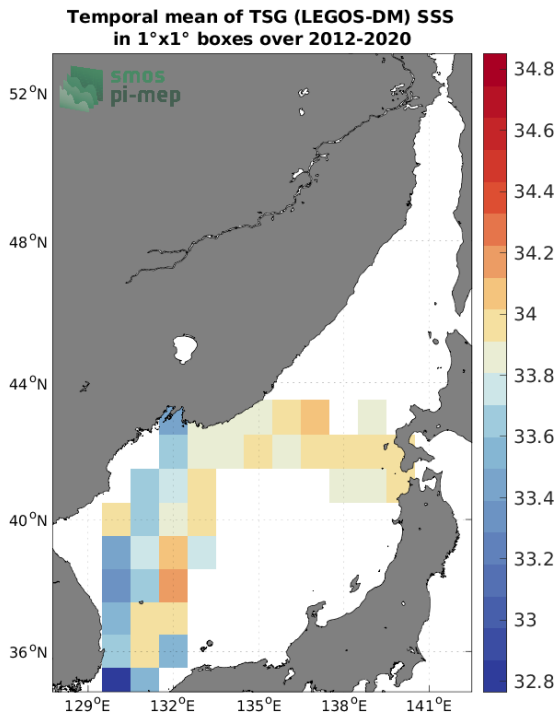 Temporal mean of TSG (LEGOS-DM) SSS
in 1°x1° boxes over 2012-2020
smos
pi-mep
52°N
48°N
44°N
40°N
36°N
129°E
132°E
135°E
138°E
141°E
34.8
34.6
34.4
34.2
34
33.8
33.6
33.4
33.2
33
32.8